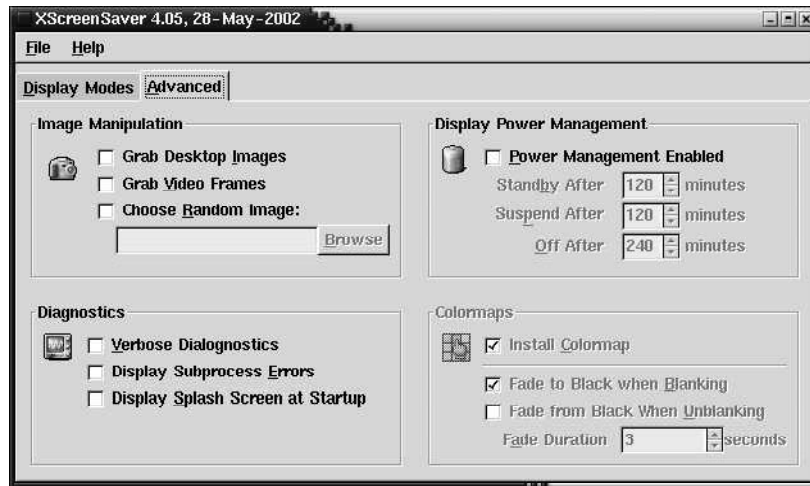 XScreenSaver 4.05, 28-May-2002
File Help
Display Modes Advanced
Image Manipulation
Grab Desktop Images
Grab Video Frames
Choose Random Image:
Browse
Display Power Management
Power Management Enabled
Standby After 120 minutes
Suspend After 120 minutes
Off After 240 minutes
Diagnostics
Verbose Dialognostics
Display Subprocess Errors
Display Splash Screen at Startup
Colormaps
Install Colormap
Fade to Black when Blanking
Fade from Black When Unblanking
Fade Duration 3 seconds